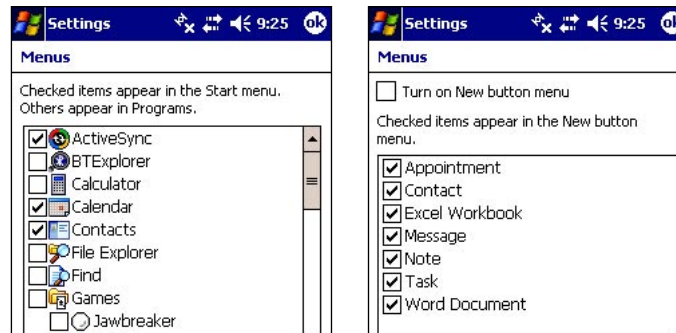 Settings 9:25 ok
Menus
Checked items appear in the Start menu.
Others appear in Programs.
ActiveSync
BTExplorer
Calculator
Calendar
Contacts
File Explorer
Find
Games
Jawbreaker
Settings 9:25 ok
Menus
Turn on New button menu
Checked items appear in the New button
menu.
Appointment
Contact
Excel Workbook
Message
Note
Task
Word Document